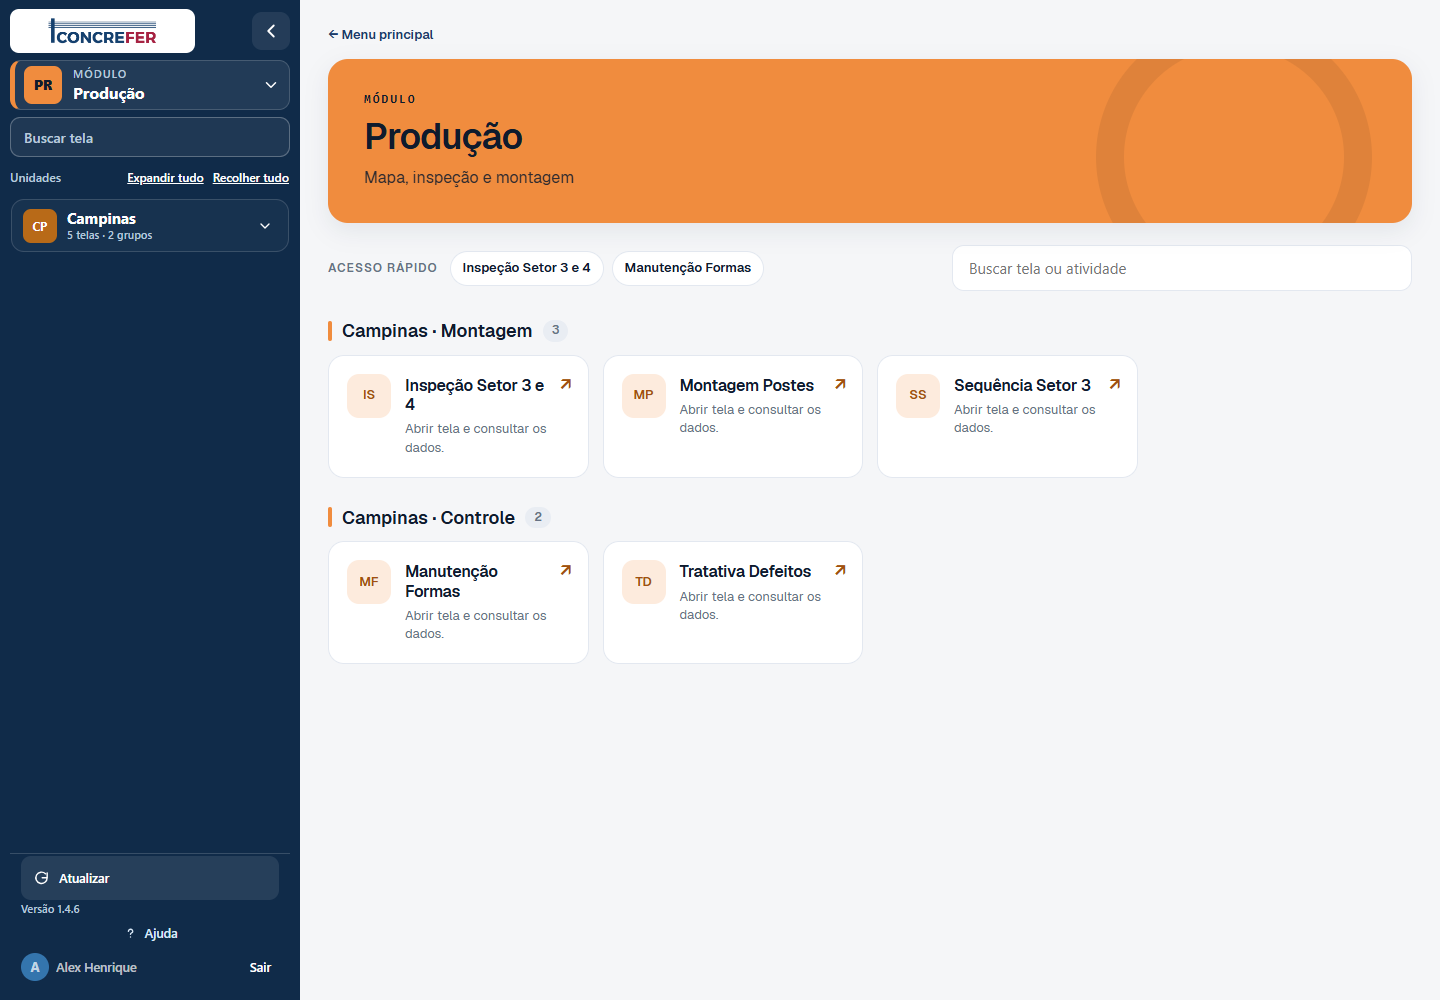 CONCREFER
PR
MÓDULO
Produção
Buscar tela
Unidades
Expandir tudo
Recolher tudo
CP
Campinas
5 telas · 2 grupos
Atualizar
Versão 1.4.6
? Ajuda
A
Alex Henrique
Sair
← Menu principal
MÓDULO
Produção
Mapa, inspeção e montagem
ACESSO RÁPIDO
Inspeção Setor 3 e 4
Manutenção Formas
Buscar tela ou atividade
Campinas · Montagem
3
IS
Inspeção Setor 3 e
4
Abrir tela e consultar os
dados.
MP
Montagem Postes
Abrir tela e consultar os
dados.
SS
Sequência Setor 3
Abrir tela e consultar os
dados.
Campinas · Controle
2
MF
Manutenção
Formas
Abrir tela e consultar os
dados.
TD
Tratativa Defeitos
Abrir tela e consultar os
dados.